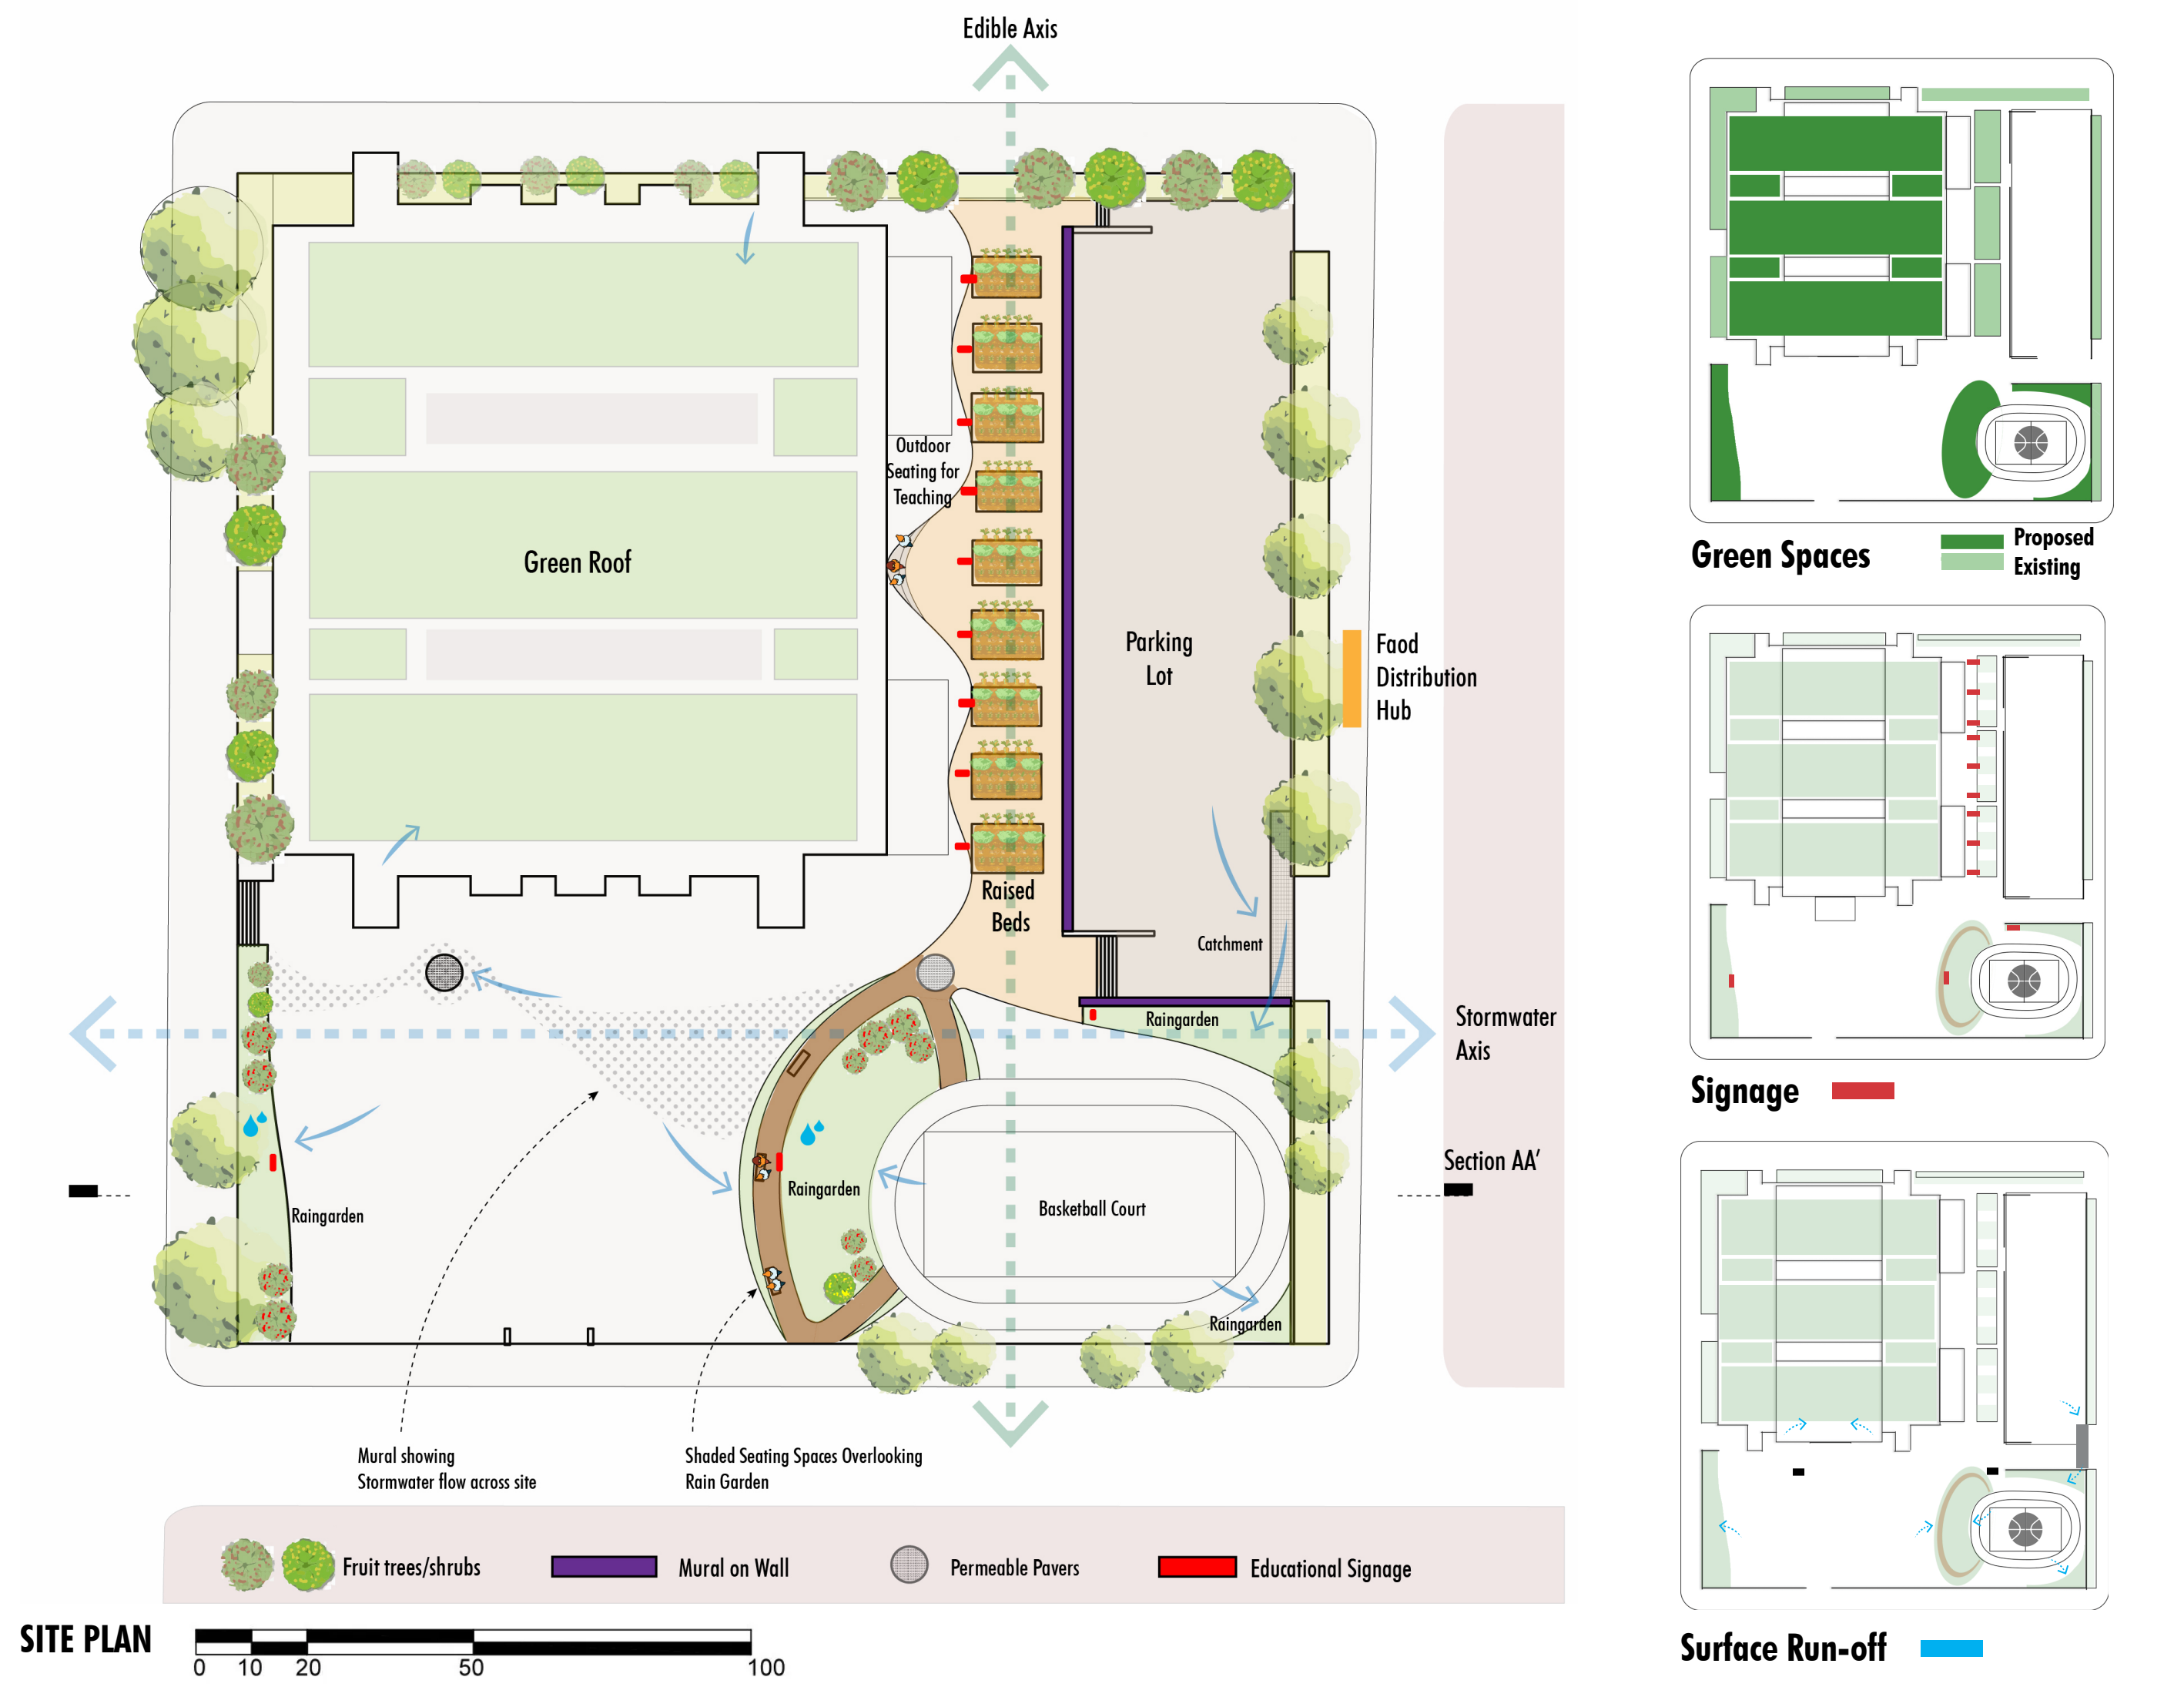 Edible Axis
Outdoor
Seating for
Teaching
Green Roof
Parking
Lot
Faod
Distribution
Hub
Raised
Beds
Catchment
Raingarden
Stormwater
Axis
Section AA’
Raingarden
Raingarden
Basketball Court
Raingarden
Mural showing
Stormwater flow across site
Shaded Seating Spaces Overlooking
Rain Garden
Fruit trees/shrubs
Mural on Wall
Permeable Pavers
Educational Signage
SITE PLAN
0 10 20 50 100
Green Spaces
Proposed
Existing
Signage
Surface Run-off